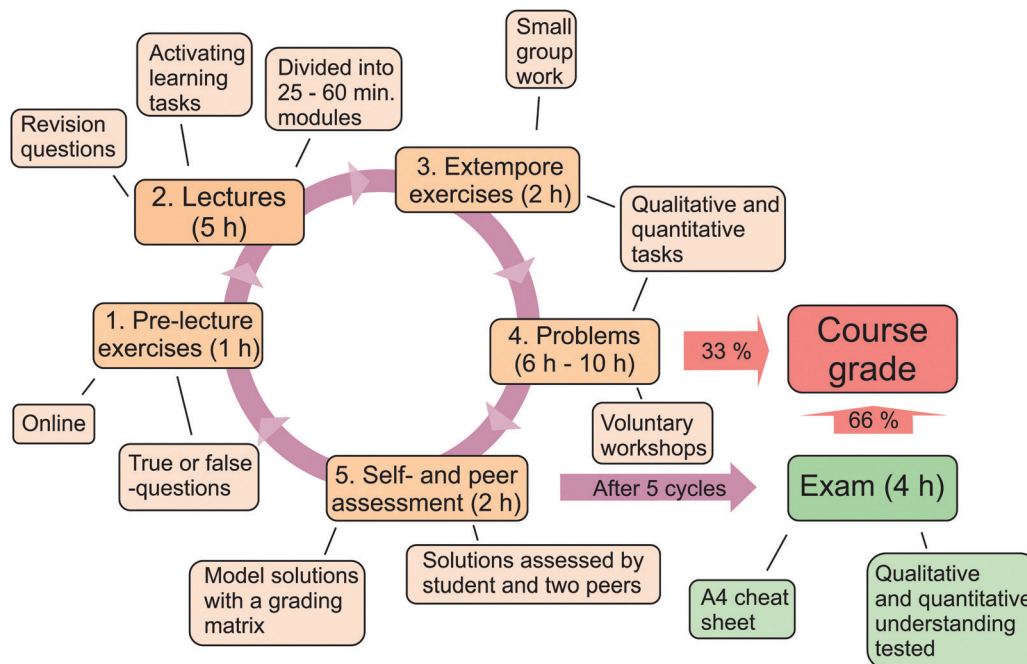 Small
group
work
Activating
learning
tasks
Divided into
25 - 60 min.
modules
Revision
questions
3. Extempore
exercises (2 h)
2. Lectures
(5 h)
Qualitative and
quantitative
tasks
1. Pre-lecture
exercises (1 h)
4. Problems
(6 h - 10 h)
33 %
Course
grade
Online
True or false
-questions
Voluntary
workshops
66 %
5. Self- and peer
assessment (2 h)
After 5 cycles
Exam (4 h)
Model solutions
with a grading
matrix
Solutions assessed by
student and two peers
A4 cheat
sheet
Qualitative
and quantitative
understanding
tested